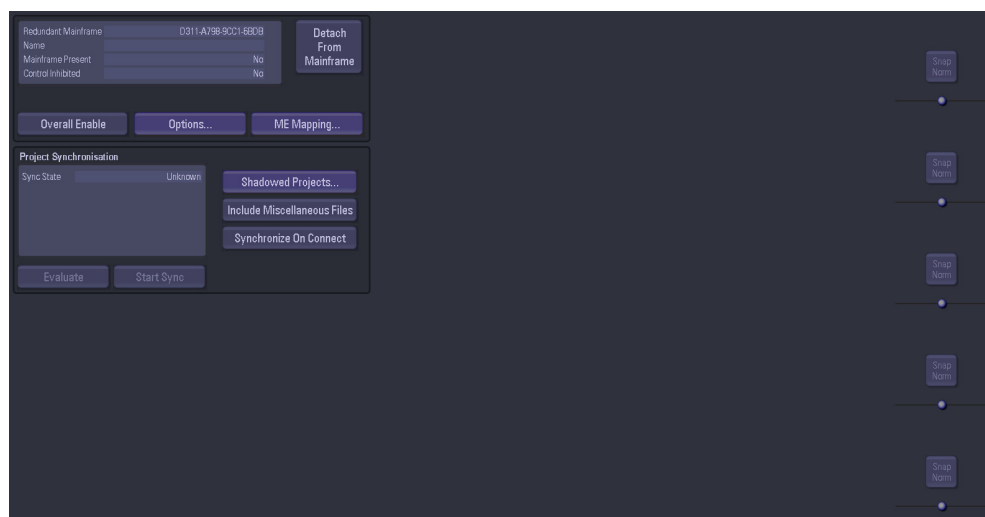 Redundant Mainframe D311-A798-9CC1-6BDB
Name
Mainframe Present No
Control Inhibited No
Detach
From
Mainframe
Overall Enable Options... ME Mapping...
Project Synchronisation
Sync State Unknown
Shadowed Projects...
Include Miscellaneous Files
Synchronize On Connect
Evaluate Start Sync
Snap
Norm
Snap
Norm
Snap
Norm
Snap
Norm
Snap
Norm